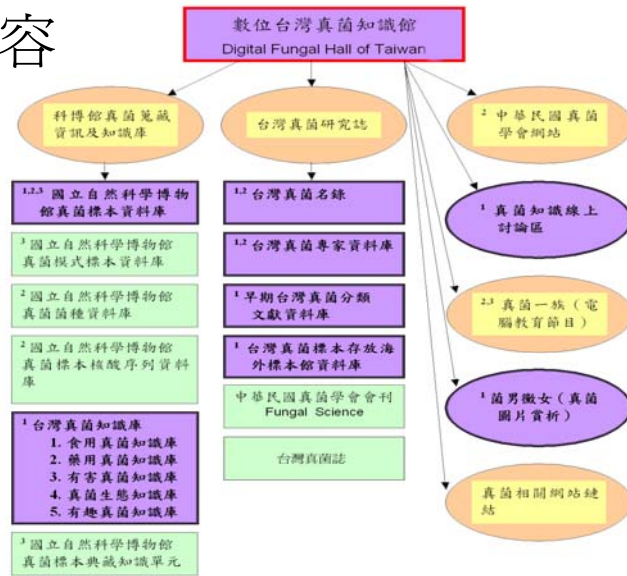 容
數位台灣真菌知識館
Digital Fungal Hall of Taiwan
科博館真菌蒐藏
資訊及知識庫
1,2,3 國立自然科學博物
館真菌標本資料庫
3 國立自然科學博物館
真菌模式標本資料庫
2 國立自然科學博物館
真菌菌種資料庫
2 國立自然科學博物館
真菌標本核酸序列資料
庫
1 台灣真菌知識庫
1. 食用真菌知識庫
2. 藥用真菌知識庫
3. 有害真菌知識庫
4. 真菌生態知識庫
5. 有趣真菌知識庫
3 國立自然科學博物館
真菌標本典藏知識單元
台灣真菌研究誌
1,2 台灣真菌名錄
1,2 台灣真菌專家資料庫
1 早期台灣真菌分類
文獻資料庫
1 台灣真菌標本存放海
外標本館資料庫
中華民國真菌學會會刊
Fungal Science
台灣真菌誌
2 中華民國真菌
學會網站
1 真菌知識線上
討論區
2,3 真菌一族（電
腦教育節目）
1 菌男黴女（真菌
圖片賞析）
真菌相關網站鏈
結